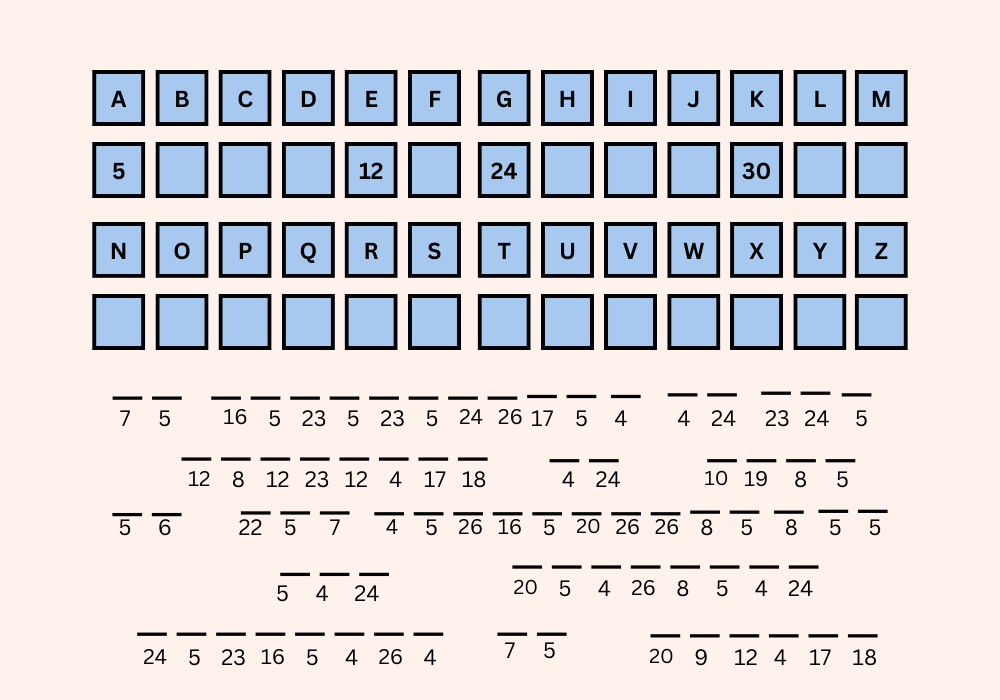 A B C D E F G H I J K L M
5 12 24 30
N O P Q R S T U V W X Y Z
7 5 16 5 23 5 23 5 24 26 17 5 4 4 24 23 24 5
12 8 12 23 12 4 17 18 4 24 10 19 8 5
5 6 22 5 7 4 5 26 16 5 20 26 26 8 5 8 5 5
5 4 24 20 5 4 26 8 5 4 24
24 5 23 16 5 4 26 4 7 5 20 9 12 4 17 18